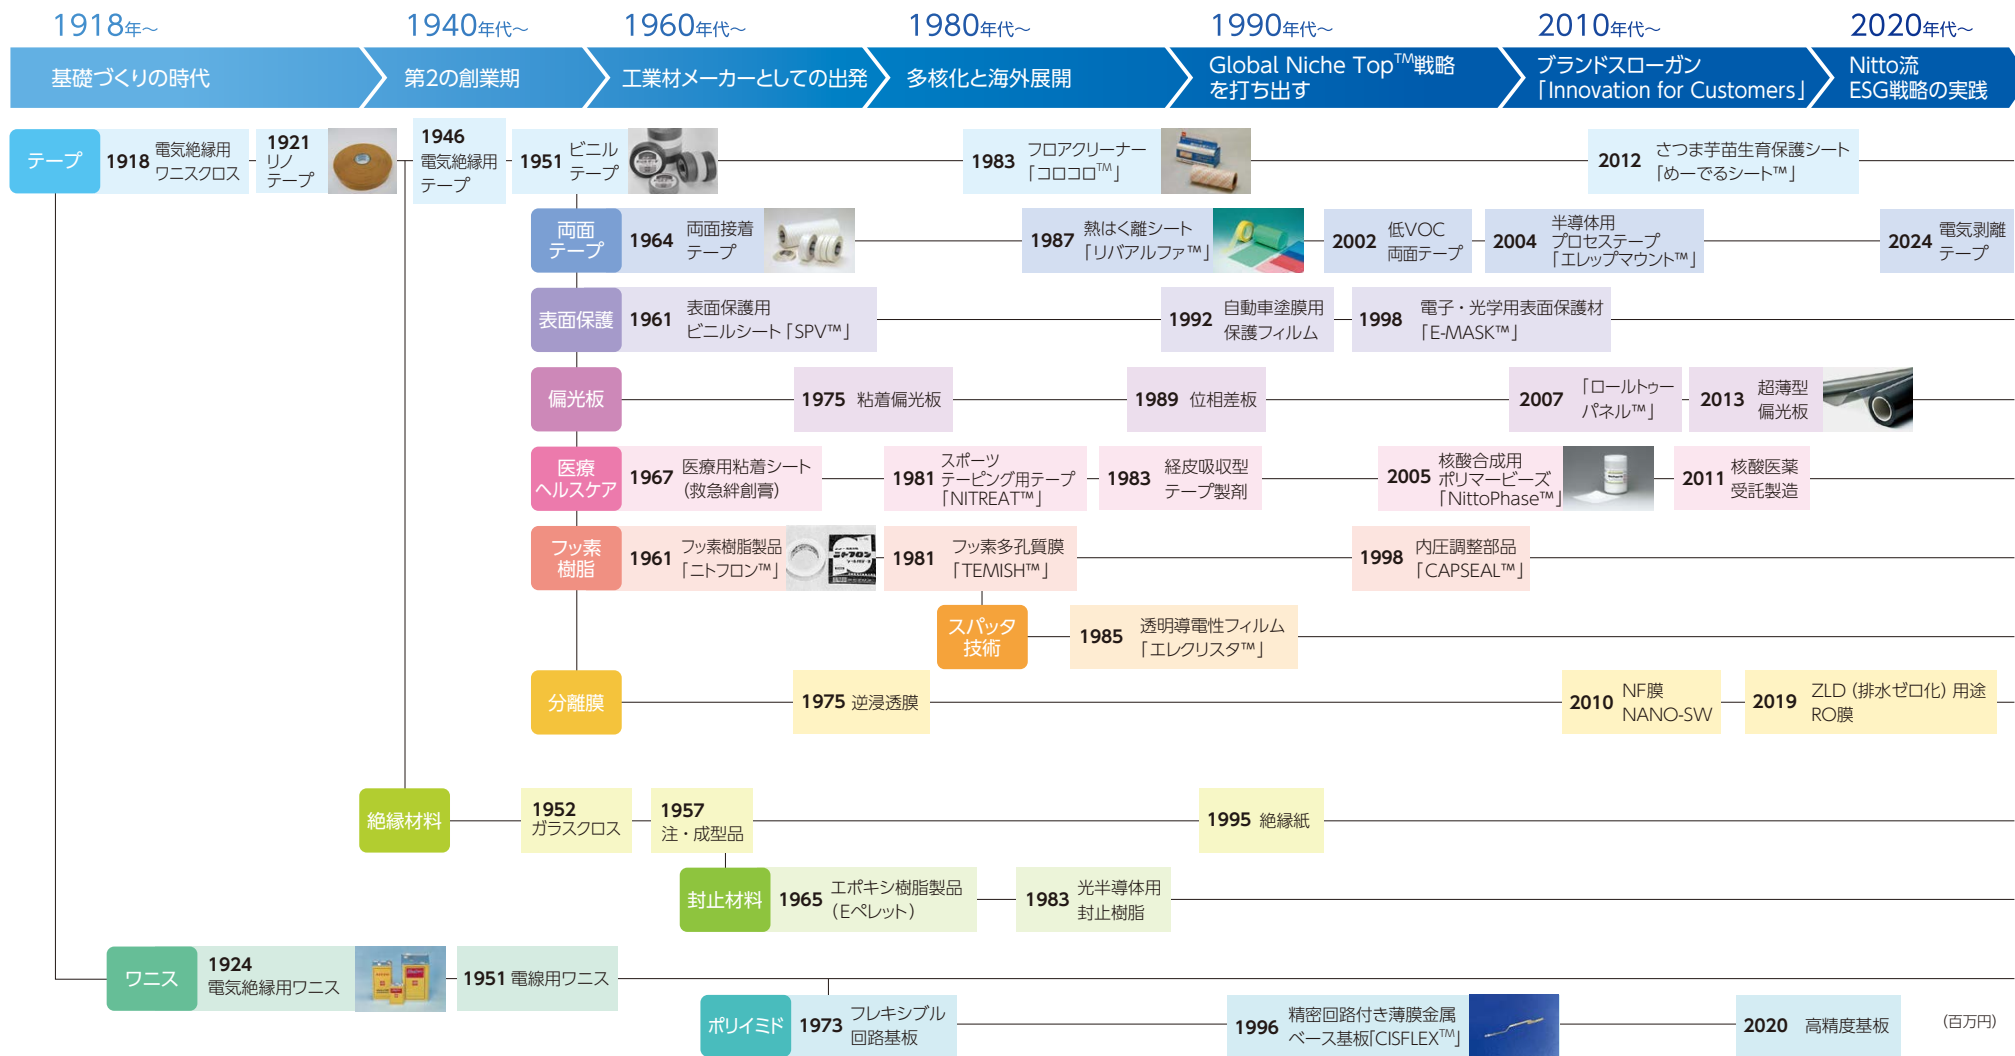 1918年～
1940年代～
1960年代～
1980年代～
1990年代～
2010年代～
2020年代～
基礎づくりの時代
第2の創業期
工業材メーカーとしての出発
多核化と海外展開
Global Niche Top™戦略
を打ち出す
ブランドスローガン
「Innovation for Customers」
Nitto流
ESG戦略の実践
テープ
1918 電気絶縁用
ワニスクロス
1921
リノ
テープ
1946
電気絶縁用
テープ
1951 ビニル
テープ
1983 フロアクリーナー
「コロコロ™」
2012 さつま芋苗生育保護シート
「めーでるシート™」
両面
テープ
1964 両面接着
テープ
1987 熱はく離シート
「リバアルファ™」
2002 低VOC
両面テープ
2004 半導体用
プロセステープ
「エレップマウント™」
2024 電気剥離
テープ
表面保護
1961 表面保護用
ビニルシート「SPV™」
1992 自動車塗膜用
保護フィルム
1998 電子・光学用表面保護材
「E-MASK™」
偏光板
1975 粘着偏光板
1989 位相差板
2007 「ロールトゥー
パネル™」
2013 超薄型
偏光板
医療
ヘルスケア
1967 医療用粘着シート
（救急絆創膏）
1981 スポーツ
テーピング用テープ
「NITREAT™」
1983 経皮吸収型
テープ製剤
2005 核酸合成用
ポリマービーズ
「NittoPhase™」
2011 核酸医薬
受託製造
フッ素
樹脂
1961 フッ素樹脂製品
「ニトフロン™」
ニトフロン
1981 フッ素多孔質膜
「TEMISH™」
1998 内圧調整部品
「CAPSEAL™」
スパッタ
技術
1985 透明導電性フィルム
「エレクリスタ™」
分離膜
1975 逆浸透膜
2010 NF膜
NANO-SW
2019 ZLD（排水ゼロ化）用途
RO膜
絶縁材料
1952
ガラスクロス
1957
注・成型品
1995 絶縁紙
封止材料
1965 エポキシ樹脂製品
（Eペレット）
1983 光半導体用
封止樹脂
ワニス
1924
電気絶縁用ワニス
1951 電線用ワニス
ポリイミド
1973 フレキシブル
回路基板
1996 精密回路付き薄膜金属
ベース基板「CISFLEX™」
2020 高精度基板
（百万円）